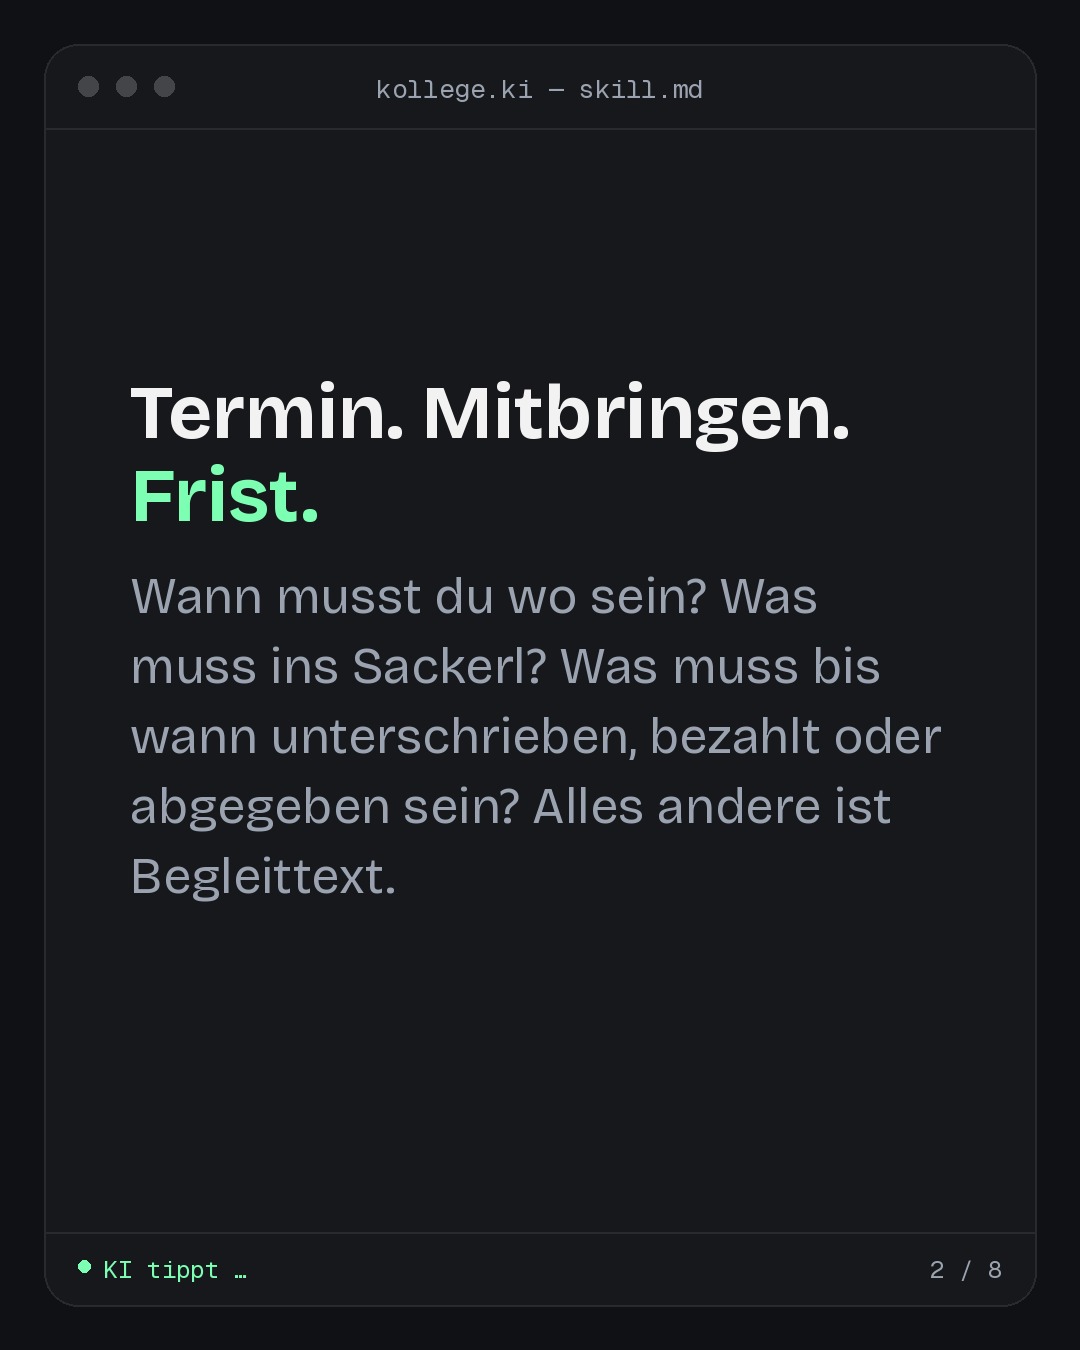 kollege.ki — skill.md
Termin. Mitbringen.
Frist.
Wann musst du wo sein? Was
muss ins Sackerl? Was muss bis
wann unterschrieben, bezahlt oder
abgegeben sein? Alles andere ist
Begleittext.
KI tippt …
2 / 8